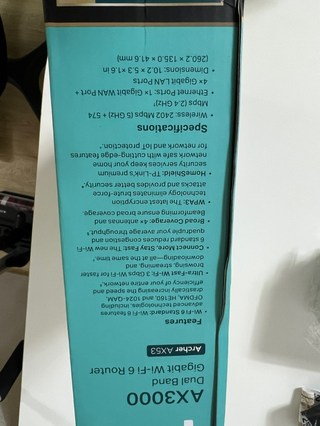 AX3000
Dual Band
Gigabit Wi-Fi 6 Router
Archer AX53
Features
• Wi-Fi 6 Standard: Wi-Fi 6 features
advanced technologies, including
OFDMA, HE160, and 1024-QAM,
drastically increasing the speed and
efficiency of your entire network.
• Ultra-Fast Wi-Fi: 3 Gbps Wi-Fi for faster
browsing, streaming, and
downloading—all at the same time.
• Connect More, Stay Fast: The new Wi-Fi
6 standard reduces congestion and
quadruple your average throughput.
• Broad Coverage: 4× antennas and
Beamforming ensure broad coverage.
• WPA3: The latest encryption
technology eliminates brute-force
attacks and provides better security.
• HomeShield: TP-Link's premium
security services keep your home
network safe with cutting-edge features
for network and IoT protection.
Specifications
• Wireless: 2402 Mbps (5 GHz) + 574
Mbps (2.4 GHz)
• Ethernet Ports: 1× Gigabit WAN Port +
4× Gigabit LAN Ports
• Dimensions: 10.2 × 5.3 × 1.6 in
(260.2 × 135.0 × 41.6 mm)